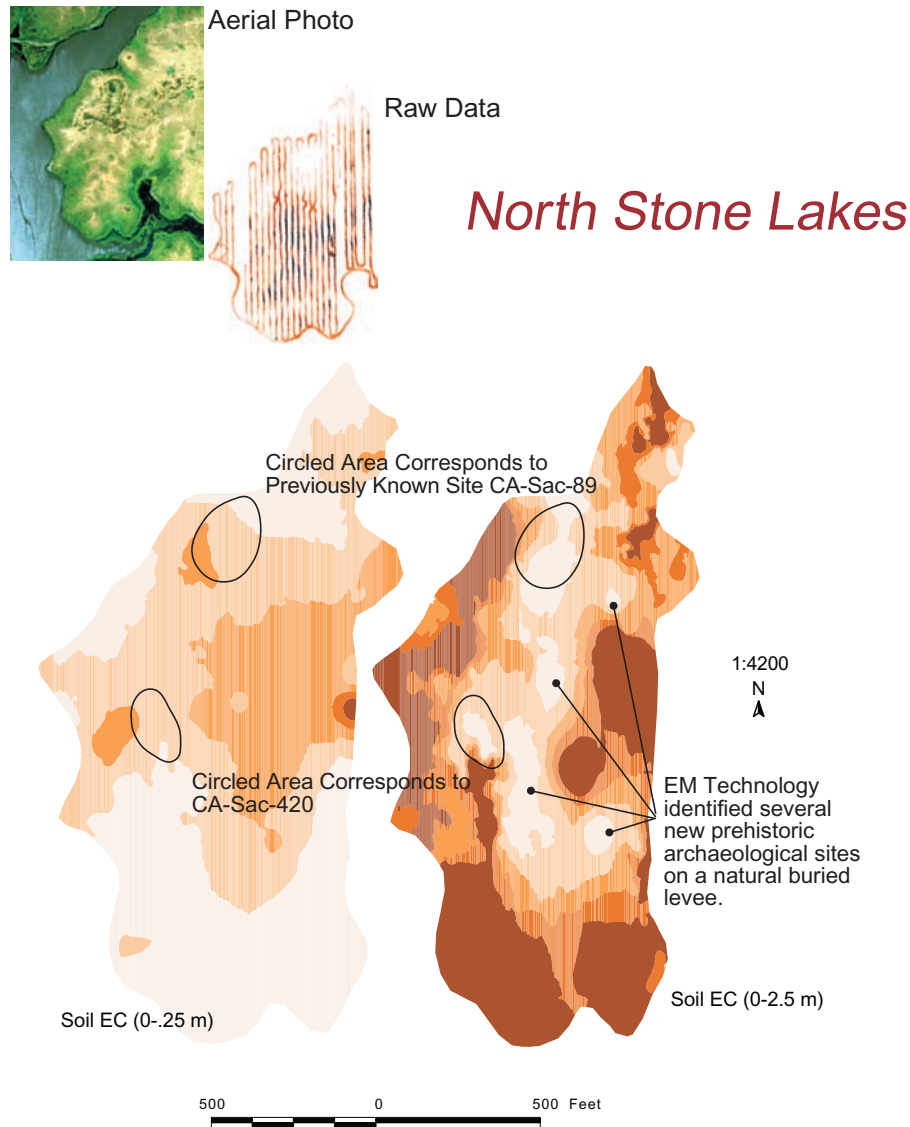 Aerial Photo
Raw Data
North Stone Lakes
Circled Area Corresponds to
Previously Known Site CA-Sac-89
1:4200
N
Circled Area Corresponds to
CA-Sac-420
EM Technology
identified several
new prehistoric
archaeological sites
on a natural buried
levee.
Soil EC (0-.25 m)
Soil EC (0-2.5 m)
500 0 500 Feet